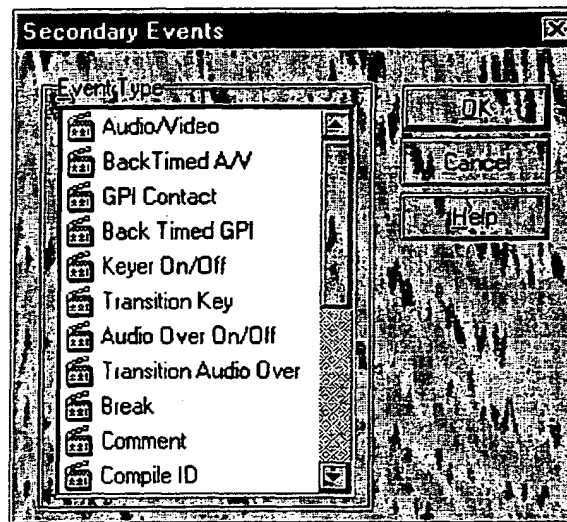 Secondary Events
Event Type
Audio/Video
BackTimed A/V
GPI Contact
Back Timed GPI
Keyer On/Off
Transition Key
Audio Over On/Off
Transition Audio Over
Break
Comment
Compile ID
OK
Cancel
Help